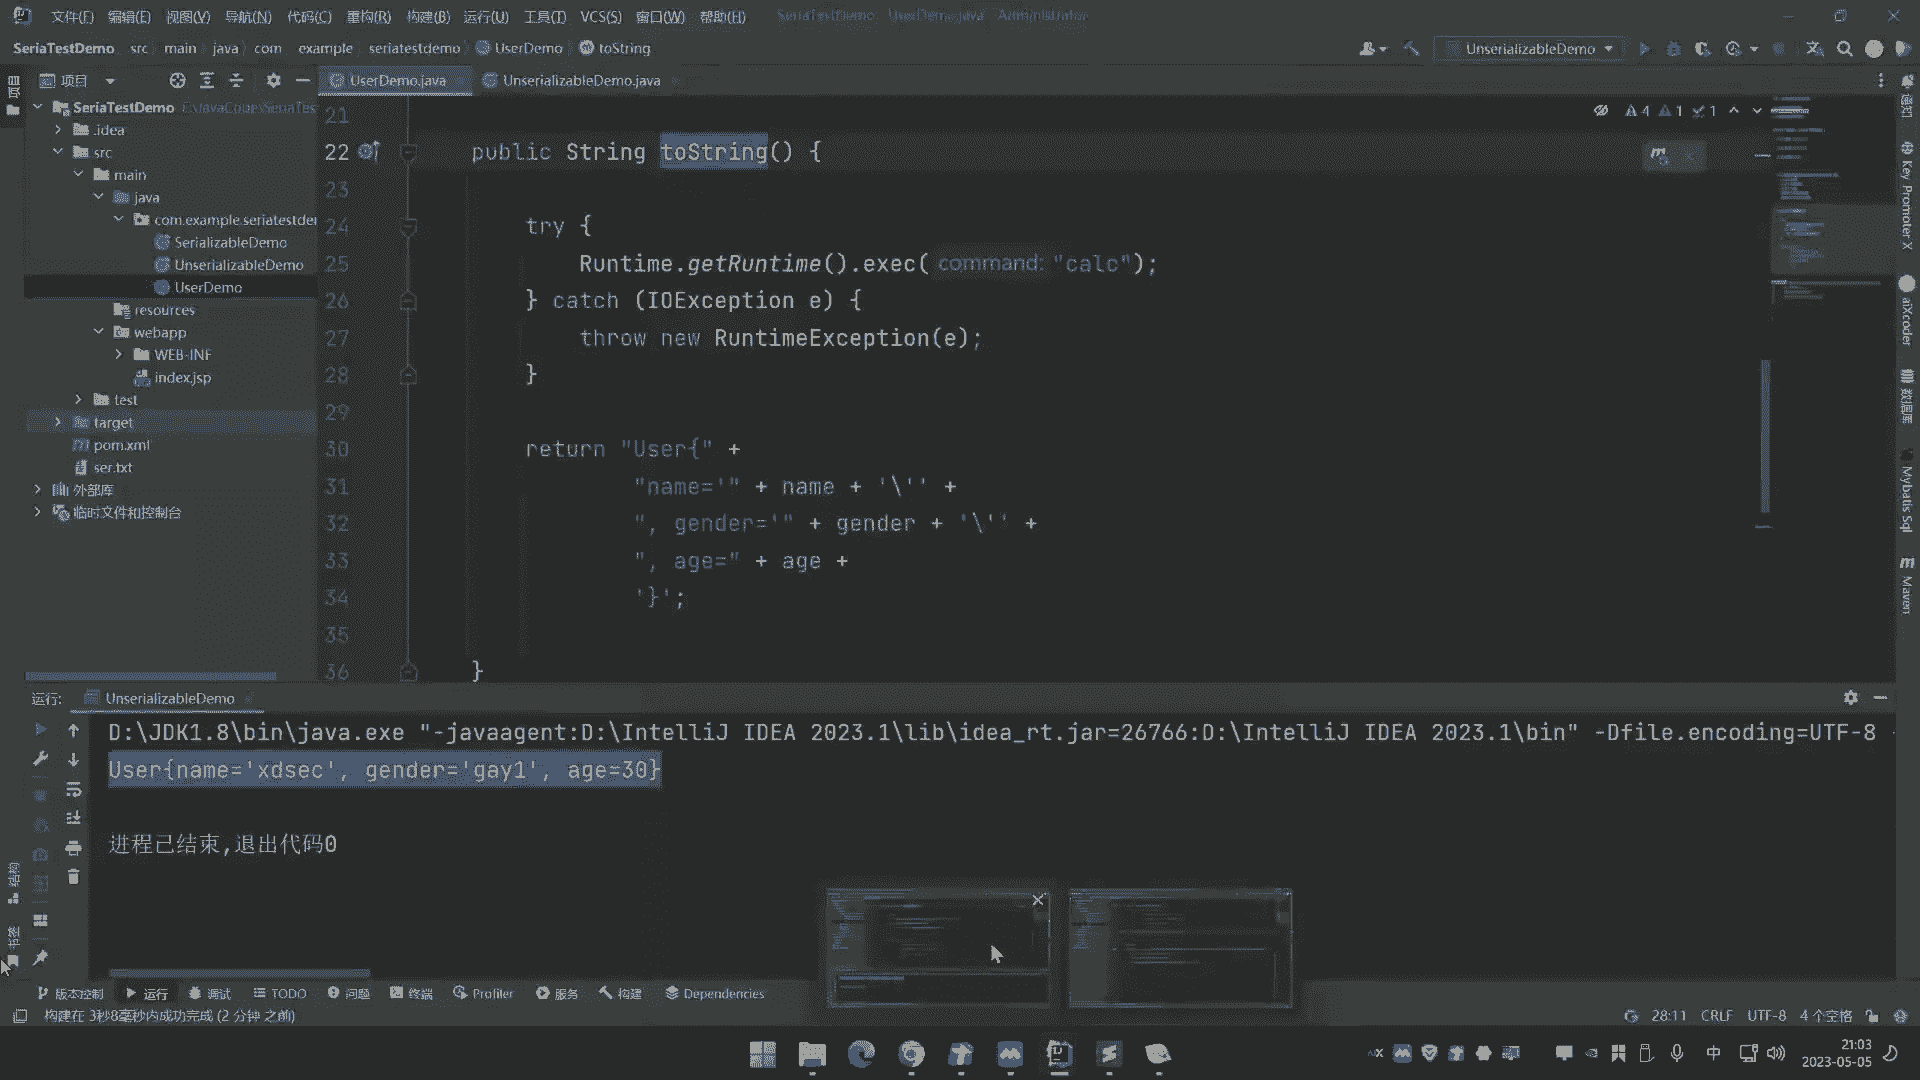 文件(F) 编辑(E) 视图(V) 导航(N) 代码(C) 重构(R) 构建(B) 运行(U) 工具(T) VCS(S) 窗口(W) 帮助(H) SeriaTestDemo UserDemo.java Administrator
SeriaTestDemo src main java com example seriatestdemo UserDemo toString UnserializableDemo
项目 UserDemo.java UnserializableDemo.java
SeriaTestDemo E:\JavaCode\SeriaTes
.idea
src
main
java
com.example.seriatestde
SerializableDemo
UnserializableDemo
UserDemo
resources
webapp
WEB-INF
index.jsp
test
target
pom.xml
ser.txt
外部库
临时文件和控制台
4 1 1
21
22 public String toString() {
23
24 try {
25 Runtime.getRuntime().exec( command: "calc");
26 } catch (IOException e) {
27 throw new RuntimeException(e);
28 }
29
30 return "User{" +
31 "name='" + name + '\'' +
32 ", gender='" + gender + '\'' +
33 ", age=" + age +
34 '}';
35
36 }
通知
Key Promoter X
aiXcoder
数据库
Mybatis Sql
Maven
运行: UnserializableDemo
D:\JDK1.8\bin\java.exe "-javaagent:D:\IntelliJ IDEA 2023.1\lib\idea_rt.jar=26766:D:\IntelliJ IDEA 2023.1\bin" -Dfile.encoding=UTF-8
User{name='xdsec', gender='gay1', age=30}
进程已结束,退出代码0
结构
书签
版本控制 运行 调试 TODO 问题 终端 Profiler 服务 构建 Dependencies
构建在 3秒8毫秒内成功完成 (2 分钟 之前) 28:11 CRLF UTF-8 4 个空格
中 21:03
2023-05-05